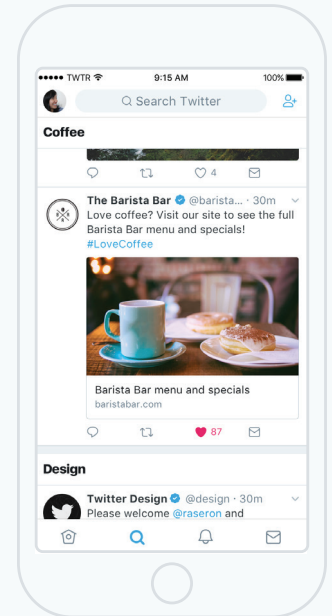 TWTR 9:15 AM 100%
Search Twitter
Coffee
4
The Barista Bar @barista... · 30m
Love coffee? Visit our site to see the full
Barista Bar menu and specials!
#LoveCoffee
Barista Bar menu and specials
baristabar.com
87
Design
Twitter Design @design · 30m
Please welcome @raseron and